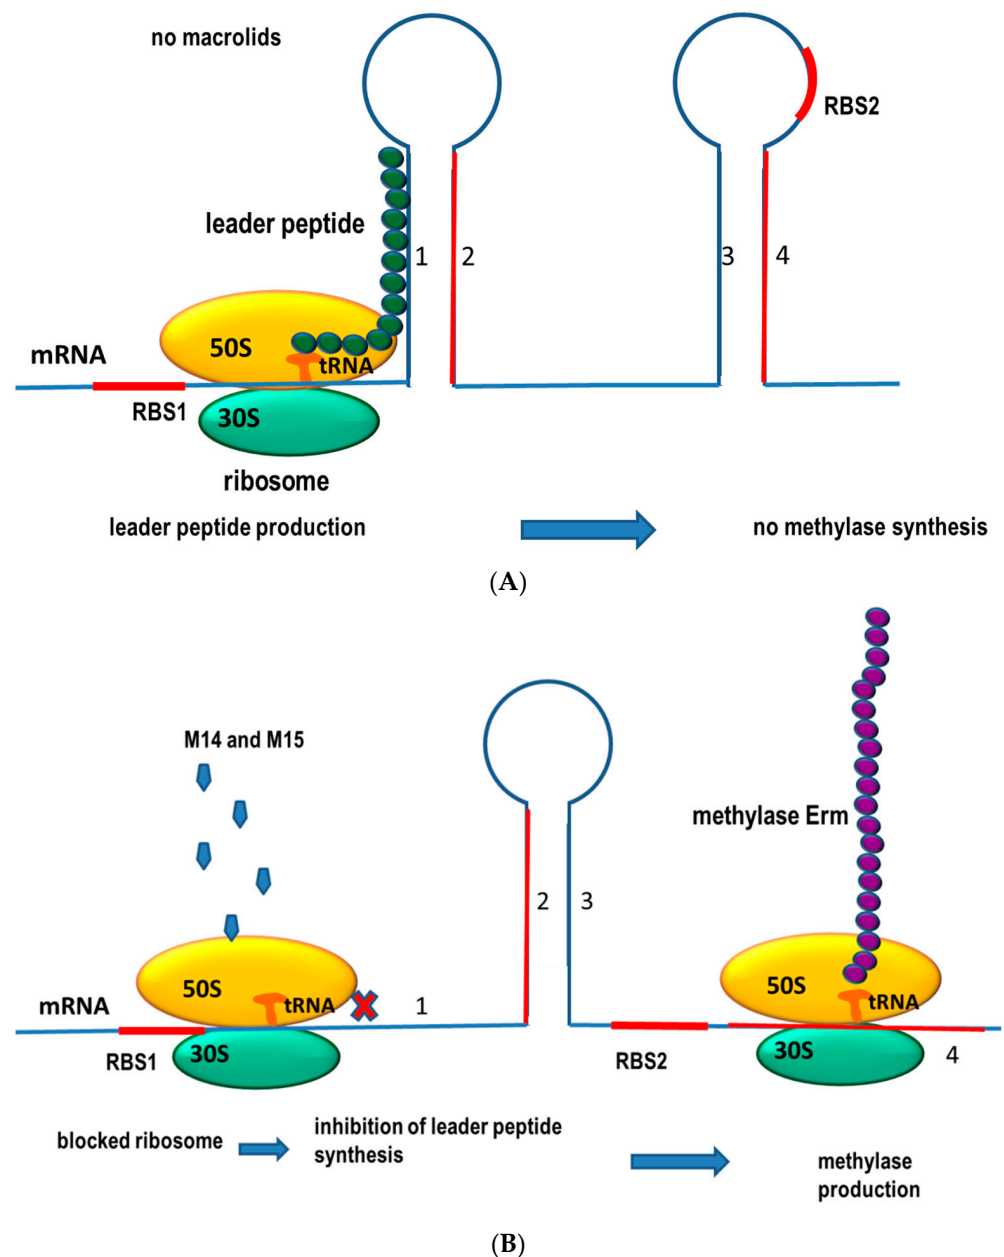 no macrolids
RBS2
leader peptide
1 2 3 4
50S
mRNA
tRNA
RBS1
30S
ribosome
leader peptide production
no methylase synthesis
(A)
M14 and M15
methylase Erm
2 3
50S
50S
mRNA
tRNA
1
tRNA
RBS1
30S
RBS2
30S
4
blocked ribosome
inhibition of leader peptide
synthesis
methylase
production
(B)